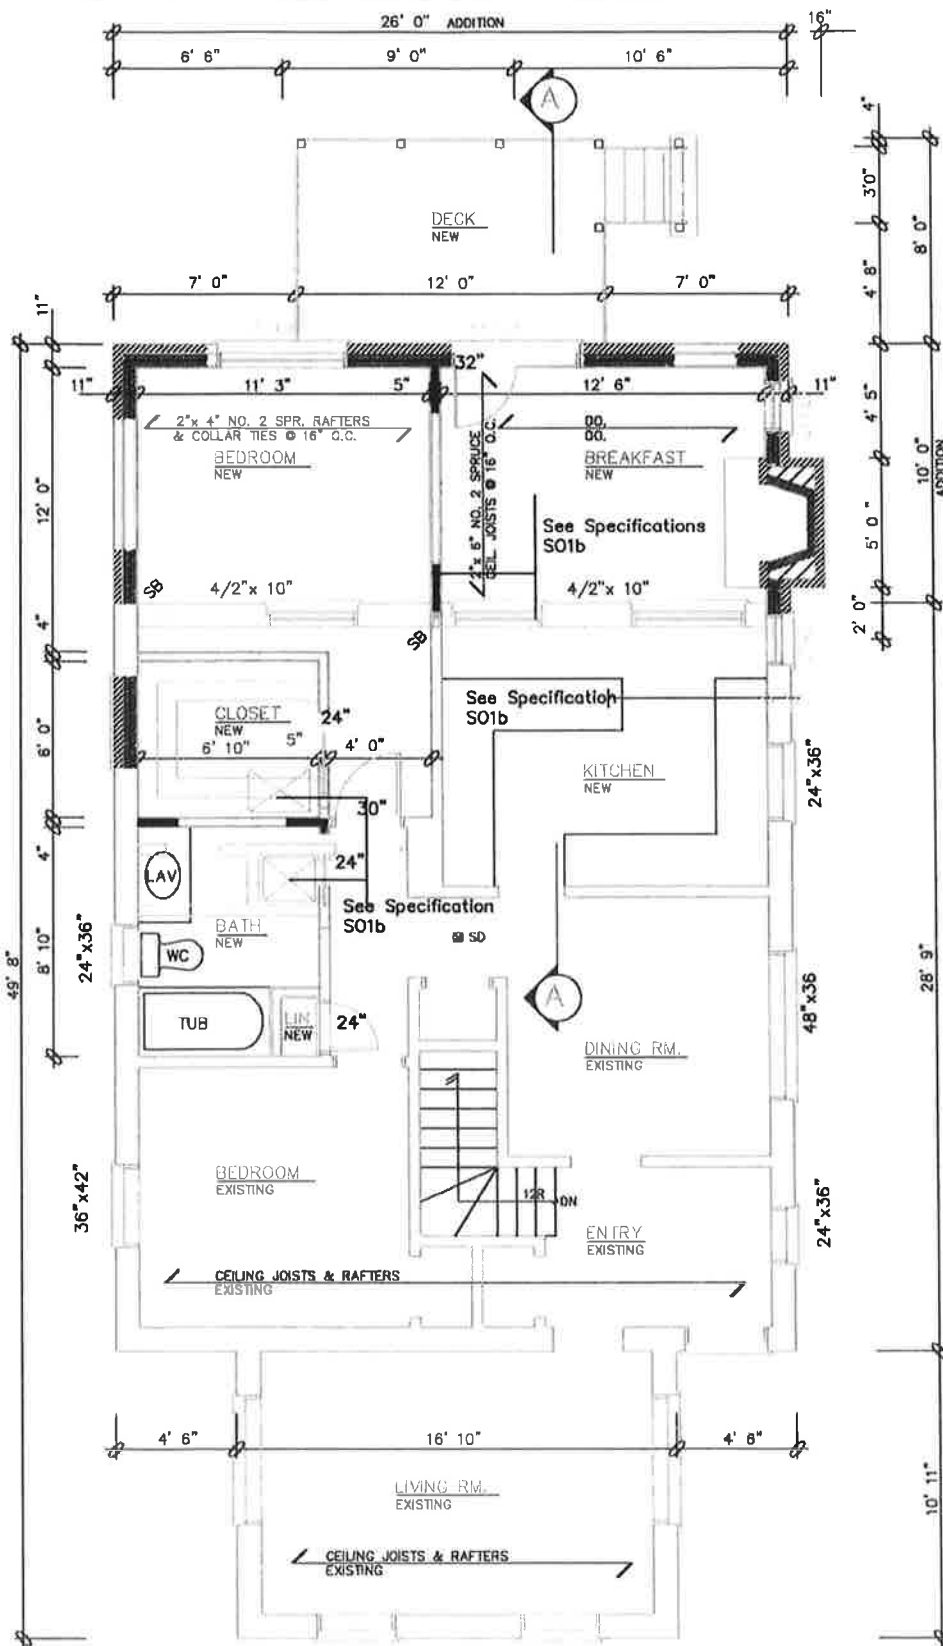 26' 0" ADDITION
16"
6' 6"
9' 0"
10' 6"
A
4"
3'0"
8' 0"
4' 8"
DECK
NEW
7' 0"
12' 0"
7' 0"
11"
32"
11"
11' 3"
5"
12' 6"
11"
4' 5"
2"x 4" NO. 2 SPR. RAFTERS
& COLLAR TIES @ 16" O.C.
BEDROOM
NEW
2"x 6" NO. 2 SPRUCE
CEIL JOISTS @ 16" O.C.
DO.
DO.
BREAKFAST
NEW
10' 0"
ADDITION
12' 0"
See Specifications
S01b
5' 0"
SB
4/2"x 10"
4/2"x 10"
2' 0"
4"
SB
CLOSET
NEW
24"
6' 10"
5"
4' 0"
6' 0"
See Specification
S01b
KITCHEN
NEW
24"x36"
30"
4"
LAV
24"
BATH
NEW
See Specification
S01b
SD
24"x36"
8' 10"
49' 8"
WC
28' 9"
TUB
LIN
NEW
24"
A
48"x36
DINING RM.
EXISTING
36"x42"
BEDROOM
EXISTING
12R
DN
24"x36"
ENTRY
EXISTING
CEILING JOISTS & RAFTERS
EXISTING
4' 6"
16' 10"
4' 6"
LIVING RM.
EXISTING
10' 11"
CEILING JOISTS & RAFTERS
EXISTING